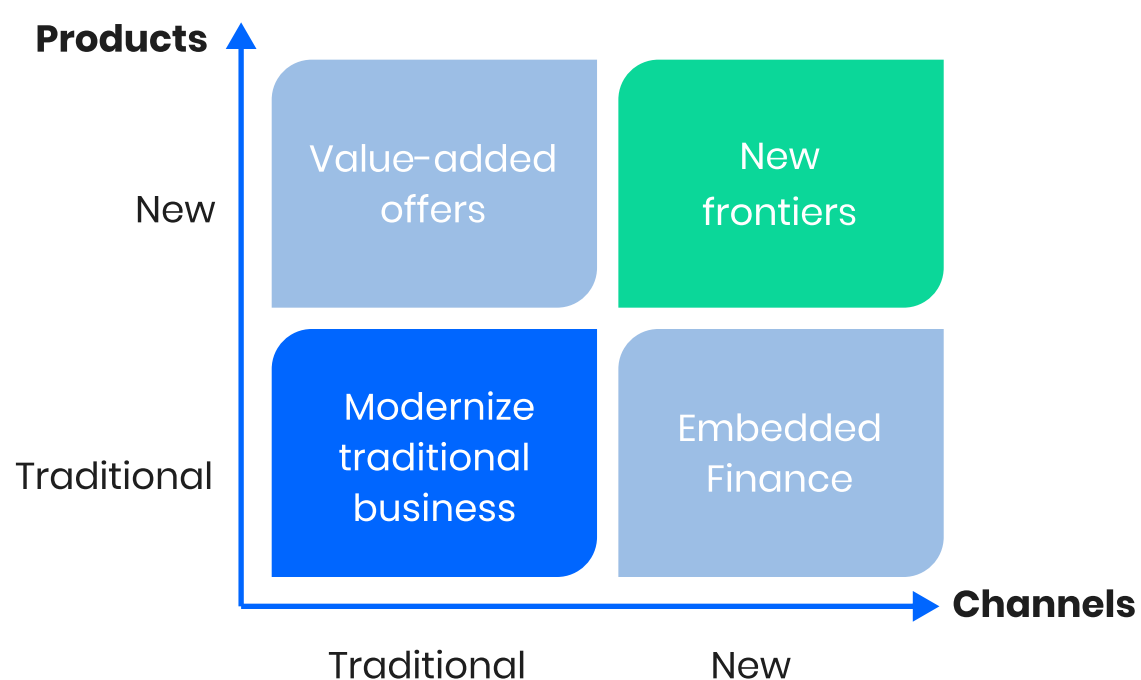 Products
New
Traditional
Value-added
offers
New
frontiers
Modernize
traditional
business
Embedded
Finance
Channels
Traditional
New